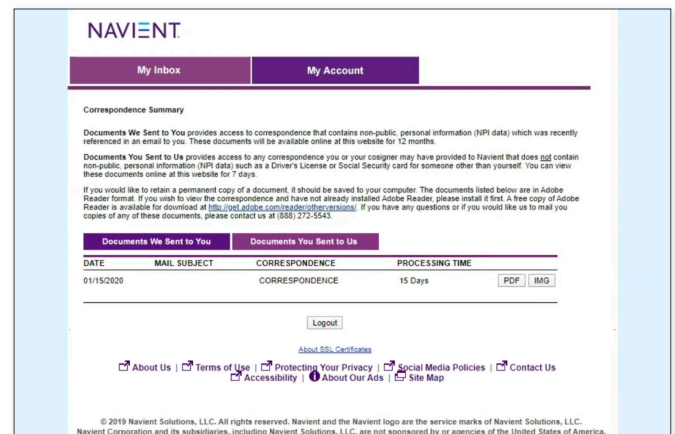 NAVIENT
My Inbox My Account
Correspondence Summary
Documents We Sent to You provides access to correspondence that contains non-public, personal information (NPI data) which was recently
referenced in an email to you. These documents will be available online at this website for 12 months.
Documents You Sent to Us provides access to any correspondence you or your cosigner may have provided to Navient that does not contain
non-public, personal information (NPI data) such as a Driver's License or Social Security card for someone other than yourself. You can view
these documents online at this website for 7 days.
If you would like to retain a permanent copy of a document, it should be saved to your computer. The documents listed below are in Adobe
Reader format. If you wish to view the correspondence and have not already installed Adobe Reader, please install it first. A free copy of Adobe
Reader is available for download at http://get.adobe.com/reader/otherversions/. If you have any questions or if you would like us to mail you
copies of any of these documents, please contact us at (888) 272-5543.
Documents We Sent to You Documents You Sent to Us
DATE MAIL SUBJECT CORRESPONDENCE PROCESSING TIME
01/15/2020 CORRESPONDENCE 15 Days PDF IMG
Logout
About SSL Certificates
About Us | Terms of Use | Protecting Your Privacy | Social Media Policies | Contact Us
Accessibility | About Our Ads | Site Map
© 2019 Navient Solutions, LLC. All rights reserved. Navient and the Navient logo are the service marks of Navient Solutions, LLC.
Navient Corporation and its subsidiaries, including Navient Solutions, LLC, are not sponsored by or agencies of the United States of America.